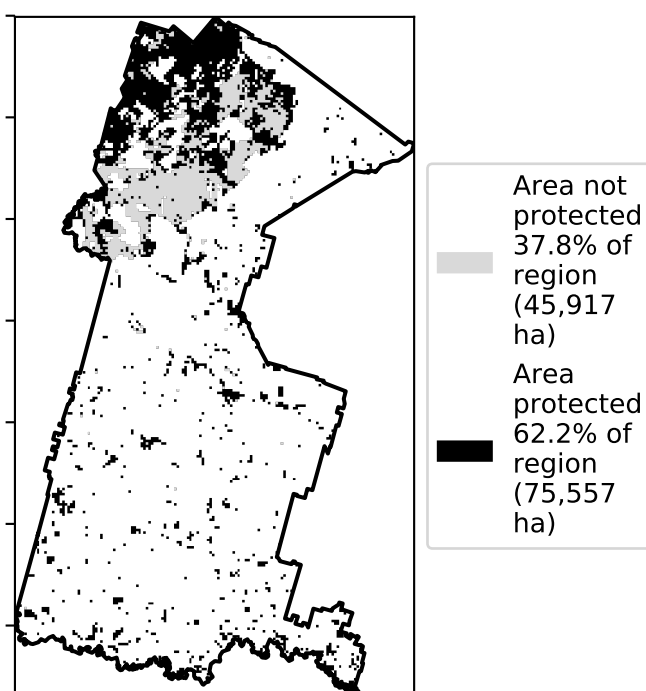 Area not
protected
37.8% of
region
(45,917
ha)
Area
protected
62.2% of
region
(75,557
ha)